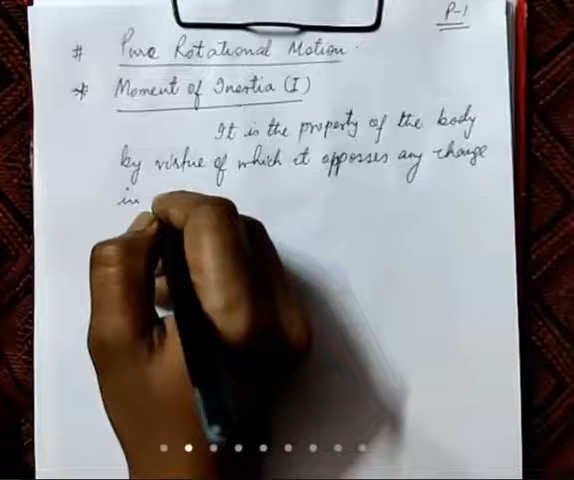 P-1
# Pure Rotational Motion
* Moment of Inertia (I)
It is the property of the body
by virtue of which it opposses any change
in